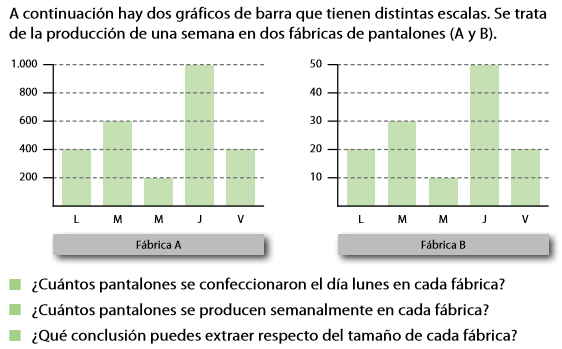 A continuación hay dos gráficos de barra que tienen distintas escalas. Se trata
de la producción de una semana en dos fábricas de pantalones (A y B).
1.000
800
600
400
200
L M M J V
Fábrica A
50
40
30
20
10
L M M J V
Fábrica B
¿Cuántos pantalones se confeccionaron el día lunes en cada fábrica?
¿Cuántos pantalones se producen semanalmente en cada fábrica?
¿Qué conclusión puedes extraer respecto del tamaño de cada fábrica?